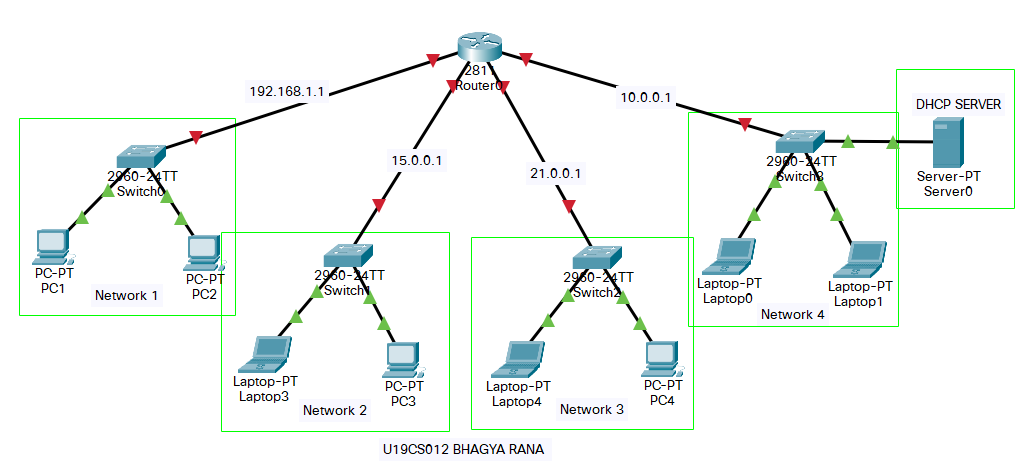 2811
Router0
192.168.1.1
10.0.0.1
DHCP SERVER
15.0.0.1
21.0.0.1
2960-24TT
Switch0
2960-24TT
Switch3
Server-PT
Server0
PC-PT
PC1
PC-PT
PC2
Network 1
2960-24TT
Switch1
2960-24TT
Switch2
Laptop-PT
Laptop0
Laptop-PT
Laptop1
Network 4
Laptop-PT
Laptop3
PC-PT
PC3
Network 2
Laptop-PT
Laptop4
PC-PT
PC4
Network 3
U19CS012 BHAGYA RANA